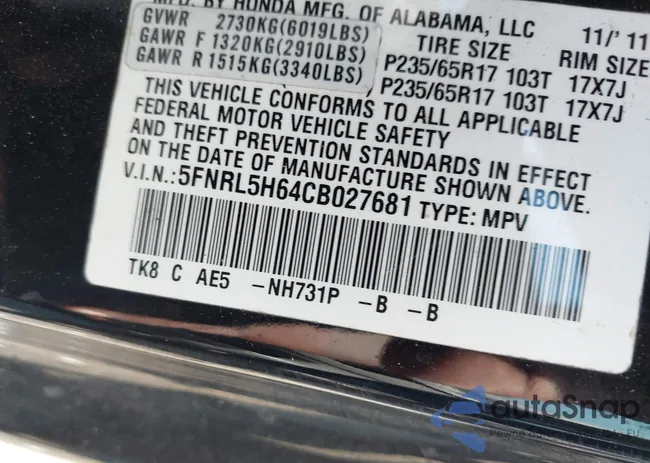 MFD. BY HONDA MFG. OF ALABAMA, LLC 11/'11
GVWR 2730KG(6019LBS) TIRE SIZE RIM SIZE
GAWR F 1320KG(2910LBS) P235/65R17 103T 17X7J
GAWR R 1515KG(3340LBS) P235/65R17 103T 17X7J
THIS VEHICLE CONFORMS TO ALL APPLICABLE
FEDERAL MOTOR VEHICLE SAFETY
AND THEFT PREVENTION STANDARDS IN EFFECT
ON THE DATE OF MANUFACTURE SHOWN ABOVE.
V.I.N.: 5FNRL5H64CB027681 TYPE: MPV
TK8 C AE5 -NH731P -B -B
autaSnap